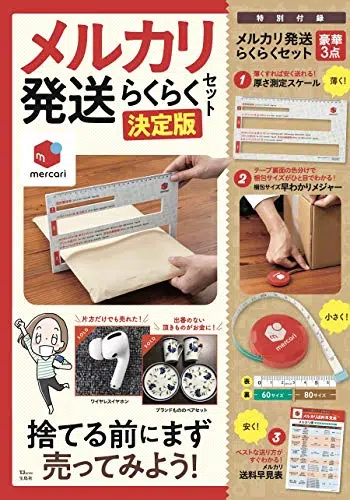 メルカリ
発送らくらくセット
決定版
mercari
片方だけでも売れた!
SOLD
ワイヤレスイヤホン
出番のない
頂きものがお金に!
SOLD
ブランドもののペアセット
捨てる前にまず
売ってみよう!
TJ MOOK
宝島社
特別付録
メルカリ発送
らくらくセット
豪華
3点
1
薄くすれば安く送れる!
厚さ測定スケール
薄く!
2
テープ裏面の色分けで
梱包サイズがひと目でわかる!
梱包サイズ早わかりメジャー
小さく!
mercari
表
裏
60サイズ
80サイズ
安く!
3
ベストな送り方が
すぐわかる!
メルカリ
送料早見表